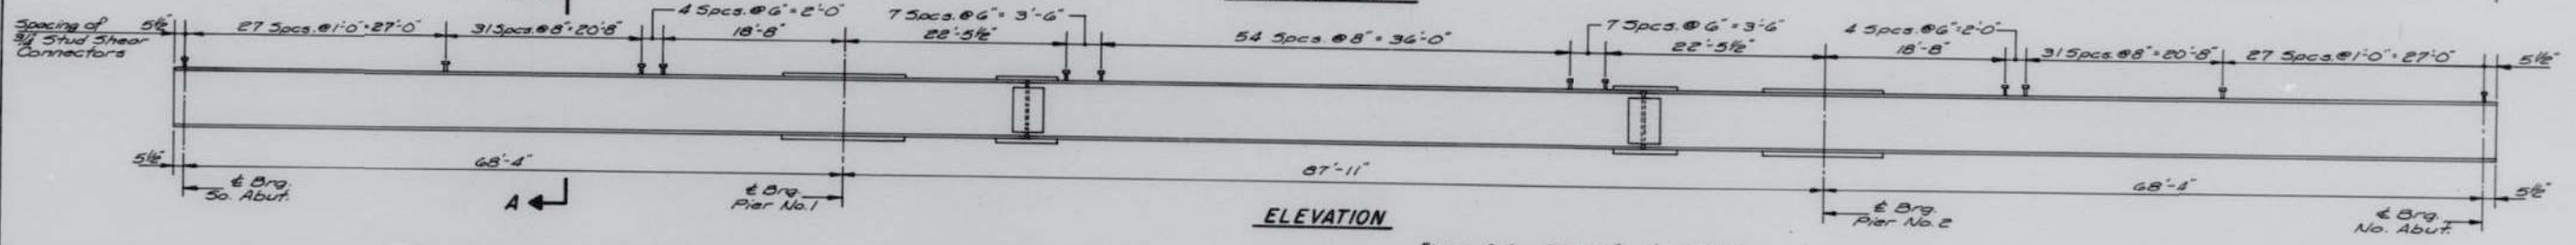 Spacing of
3/4" Stud Shear
Connectors
5½"
27 Spcs. @ 1'-0" = 27'-0"
31 Spcs. @ 8" = 20'-8"
4 Spcs. @ 6" = 2'-0"
18'-8"
7 Spcs. @ 6" = 3'-6"
22'-5½"
54 Spcs. @ 8" = 36'-0"
7 Spcs. @ 6" = 3'-6"
22'-5½"
4 Spcs. @ 6" = 2'-0"
18'-8"
31 Spcs. @ 8" = 20'-8"
27 Spcs. @ 1'-0" = 27'-0"
5½"
5½"
68'-4"
87'-11"
68'-4"
5½"
℄ Brg.
So. Abut.
A
℄ Brg.
Pier No. 1
ELEVATION
℄ Brg.
Pier No. 2
℄ Brg.
No. Abut.